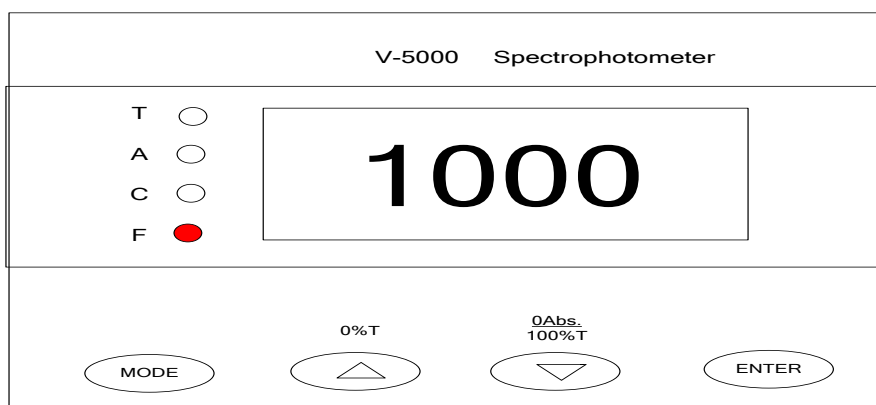 V-5000 Spectrophotometer
T
A
C
F
1000
0%T
0Abs.
100%T
MODE
ENTER